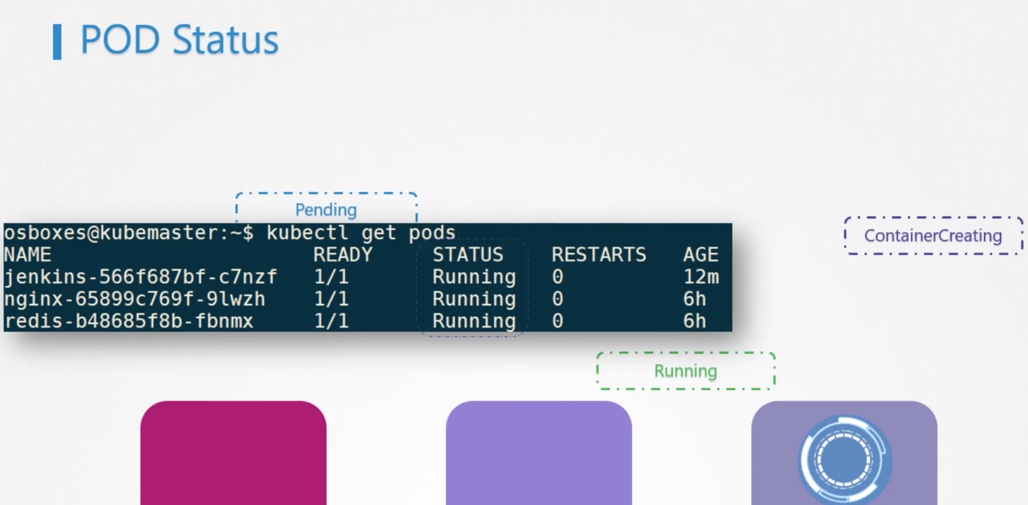 POD Status
Pending
ContainerCreating
osboxes@kubemaster:~$ kubectl get pods
NAME READY STATUS RESTARTS AGE
jenkins-566f687bf-c7nzf 1/1 Running 0 12m
nginx-65899c769f-9lwzh 1/1 Running 0 6h
redis-b48685f8b-fbnmx 1/1 Running 0 6h
Running